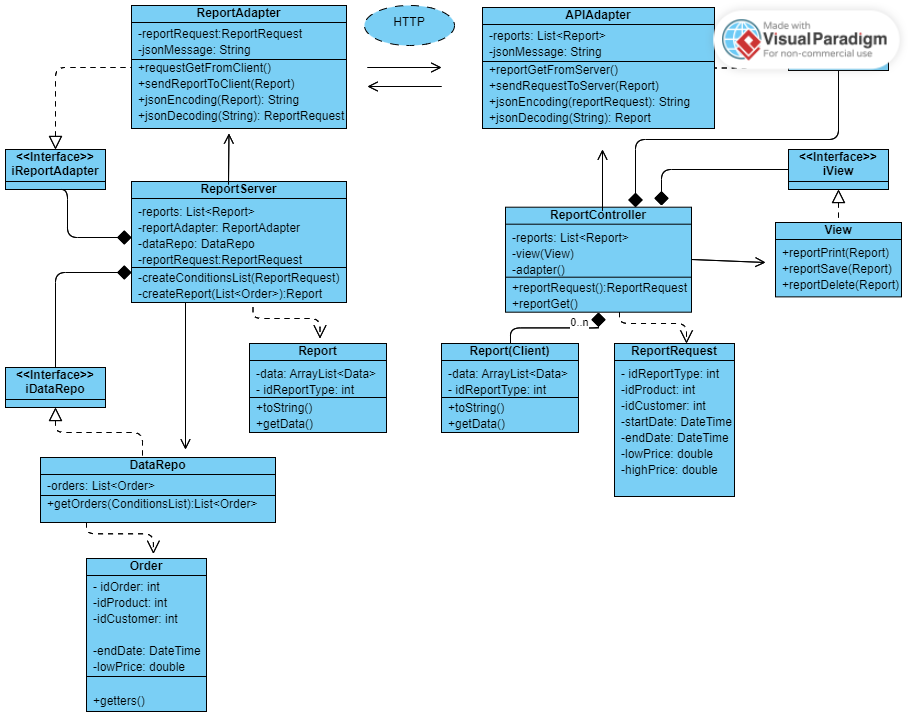 ReportAdapter
-reportRequest:ReportRequest
-jsonMessage: String
+requestGetFromClient()
+sendReportToClient(Report)
+jsonEncoding(Report): String
+jsonDecoding(String): ReportRequest
HTTP
APIAdapter
-reports: List<Report>
-jsonMessage: String
+reportGetFromServer()
+sendRequestToServer(Report)
+jsonEncoding(reportRequest): String
+jsonDecoding(String): Report
Made with
Visual Paradigm
For non-commercial use
<<Interface>>
iReportAdapter
<<Interface>>
iView
ReportServer
-reports: List<Report>
-reportAdapter: ReportAdapter
-dataRepo: DataRepo
-reportRequest:ReportRequest
-createConditionsList(ReportRequest)
-createReport(List<Order>):Report
ReportController
-reports: List<Report>
-view(View)
-adapter()
+reportRequest():ReportRequest
+reportGet()
View
+reportPrint(Report)
+reportSave(Report)
+reportDelete(Report)
0..n
Report
-data: ArrayList<Data>
- idReportType: int
+toString()
+getData()
Report(Client)
-data: ArrayList<Data>
- idReportType: int
+toString()
+getData()
ReportRequest
- idReportType: int
-idProduct: int
-idCustomer: int
-startDate: DateTime
-endDate: DateTime
-lowPrice: double
-highPrice: double
<<Interface>>
iDataRepo
DataRepo
-orders: List<Order>
+getOrders(ConditionsList):List<Order>
Order
- idOrder: int
-idProduct: int
-idCustomer: int
-endDate: DateTime
-lowPrice: double
+getters()